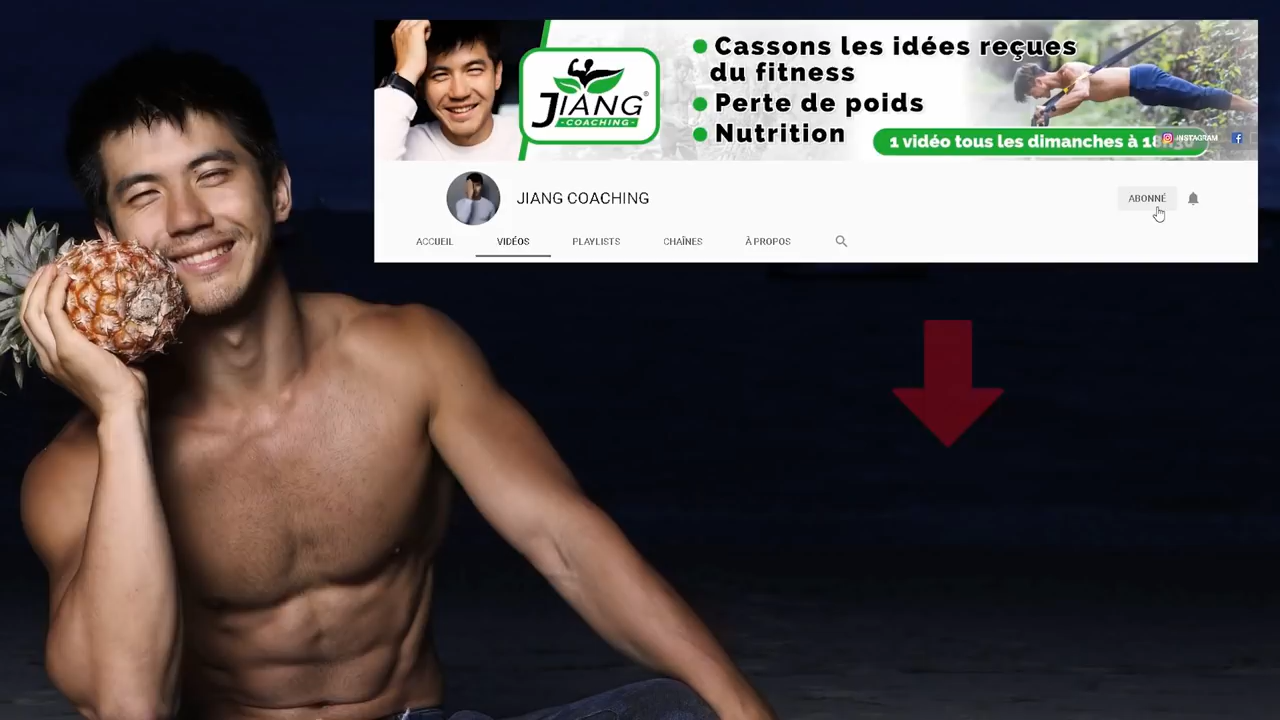 Cassons les idées reçues
du fitness
Perte de poids
Nutrition
JIANG®
-COACHING-
1 vidéo tous les dimanches à
INSTAGRAM
JIANG COACHING
ABONNÉ
ACCUEIL VIDÉOS PLAYLISTS CHAÎNES À PROPOS